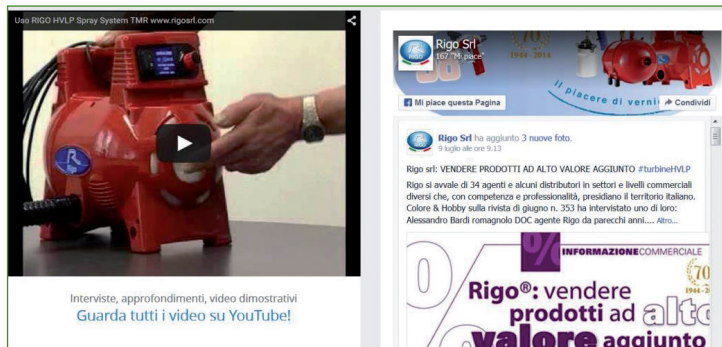 Uso RIGO HVLP Spray System TMR www.rigosrl.com
Interviste, approfondimenti, video dimostrativi
Guarda tutti i video su YouTube!
Rigo Srl
167 "Mi piace"
70
1944 - 2014
il piacere di verni
Mi piace questa Pagina
Condividi
RIGO
Rigo Srl ha aggiunto 3 nuove foto.
9 luglio alle ore 9.13
Rigo srl: VENDERE PRODOTTI AD ALTO VALORE AGGIUNTO #turbineHVLP
Rigo si avvale di 34 agenti e alcuni distributori in settori e livelli commerciali
diversi che, con competenza e professionalità, presidiano il territorio italiano.
Colore & Hobby sulla rivista di giugno n. 353 ha intervistato uno di loro:
Alessandro Bardi romagnolo DOC agente Rigo da parecchi anni.... Altro...
INFORMAZIONECOMMERCIALE
70
Rigo®: vendere
prodotti ad alto
valore aggiunto